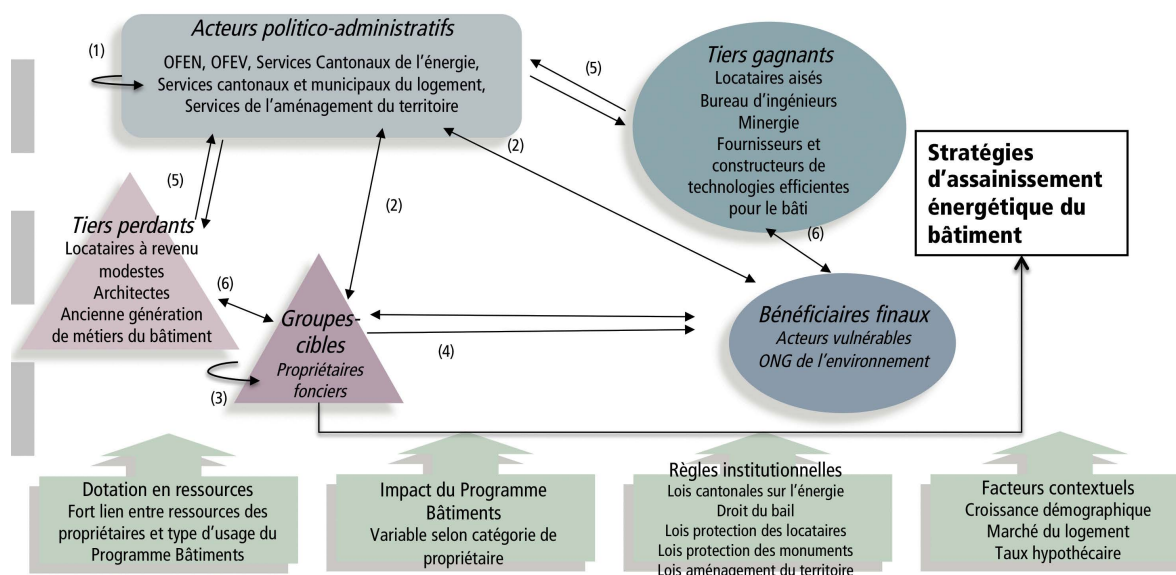 Acteurs politico-administratifs
(1)
OFEN, OFEV, Services Cantonaux de l'énergie,
Services cantonaux et municipaux du logement,
Services de l'aménagement du territoire
(5)
Tiers gagnants
Locataires aisés
Bureau d'ingénieurs
Minergie
Fournisseurs et
constructeurs de
technologies efficientes
pour le bâti
(2)
Stratégies
d'assainissement
énergétique du
bâtiment
(5)
(2)
(6)
Tiers perdants
Locataires à revenu
modestes
Architectes
Ancienne génération
de métiers du bâtiment
(6)
Groupes-
cibles
Propriétaires
fonciers
(3)
(4)
Bénéficiaires finaux
Acteurs vulnérables
ONG de l'environnement
Dotation en ressources
Fort lien entre ressources des
propriétaires et type d'usage du
Programme Bâtiments
Impact du Programme
Bâtiments
Variable selon catégorie de
propriétaire
Règles institutionnelles
Lois cantonales sur l'énergie
Droit du bail
Lois protection des locataires
Lois protection des monuments
Lois aménagement du territoire
Facteurs contextuels
Croissance démographique
Marché du logement
Taux hypothécaire